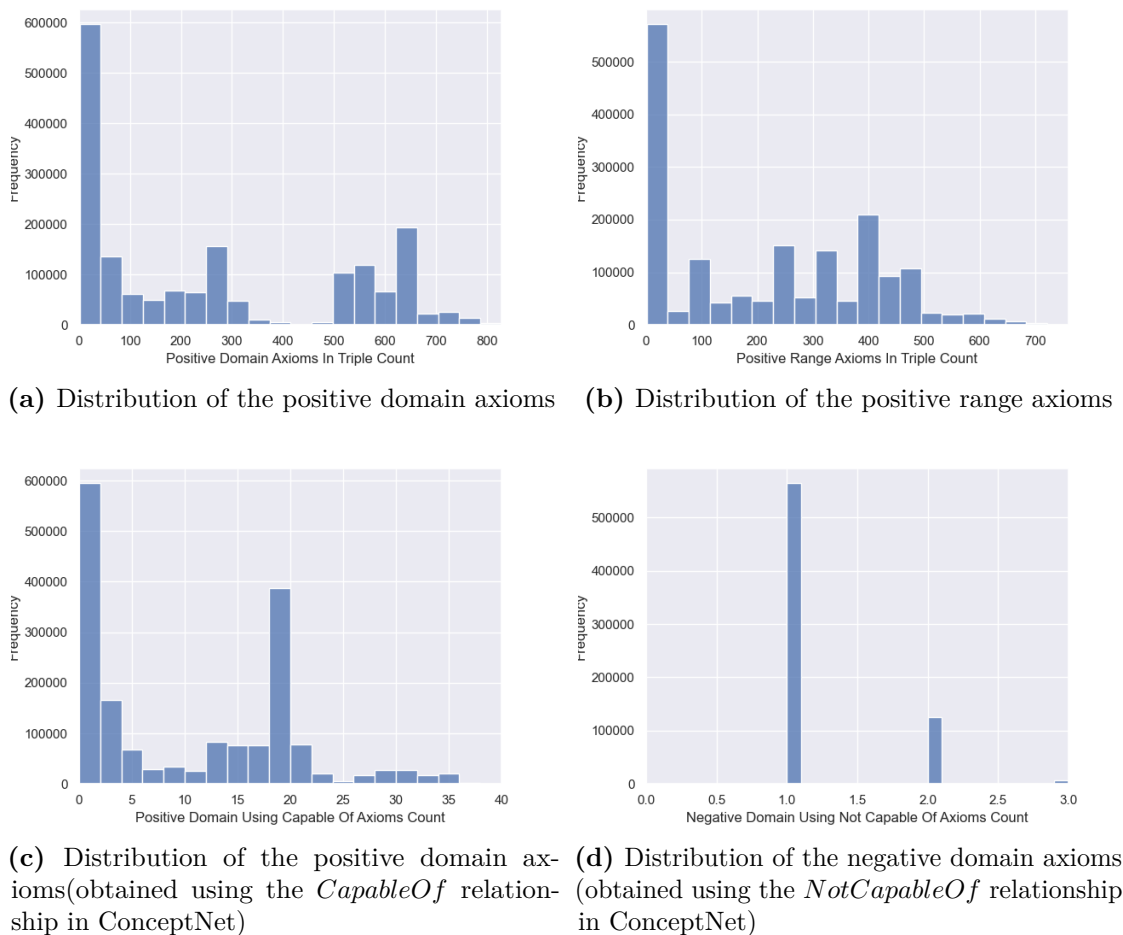 600000
500000
400000
300000
200000
100000
0
Frequency
0 100 200 300 400 500 600 700 800
Positive Domain Axioms In Triple Count
(a) Distribution of the positive domain axioms
500000
400000
300000
200000
100000
0
Frequency
0 100 200 300 400 500 600 700
Positive Range Axioms In Triple Count
(b) Distribution of the positive range axioms
600000
500000
400000
300000
200000
100000
0
Frequency
0 5 10 15 20 25 30 35 40
Positive Domain Using Capable Of Axioms Count
(c) Distribution of the positive domain ax-
ioms(obtained using the CapableOf relation-
ship in ConceptNet)
500000
400000
300000
200000
100000
0
Frequency
0.0 0.5 1.0 1.5 2.0 2.5 3.0
Negative Domain Using Not Capable Of Axioms Count
(d) Distribution of the negative domain axioms
(obtained using the NotCapableOf relationship
in ConceptNet)